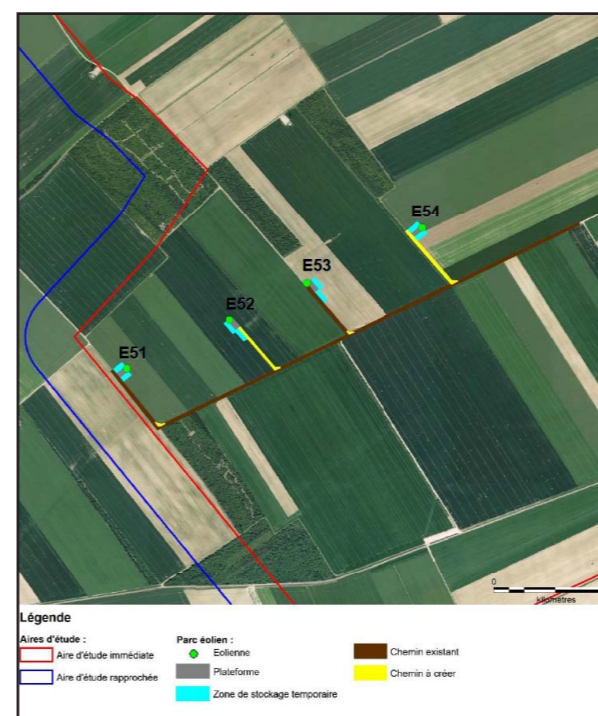 E54
E53
E52
E51
0
kilomètres
Légende
Aires d'étude :
Aire d'étude immédiate
Aire d'étude rapprochée
Parc éolien :
Eolienne
Plateforme
Zone de stockage temporaire
Chemin existant
Chemin à créer